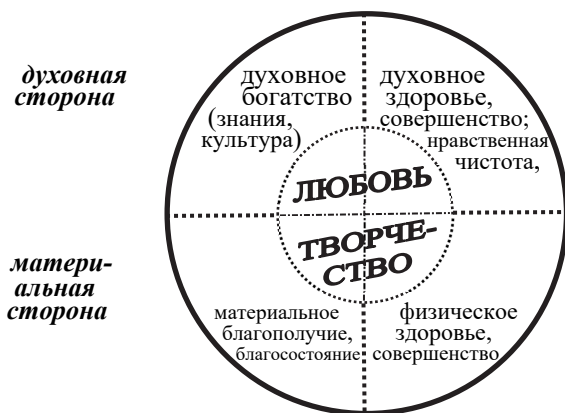 духовная
сторона
духовное
богатство
(знания,
культура)
духовное
здоровье,
совершенство;
нравственная
чистота,
ЛЮБОВЬ
ТВОРЧЕ-
СТВО
матери-
альная
сторона
материальное
благополучие,
благосостояние
физическое
здоровье,
совершенство